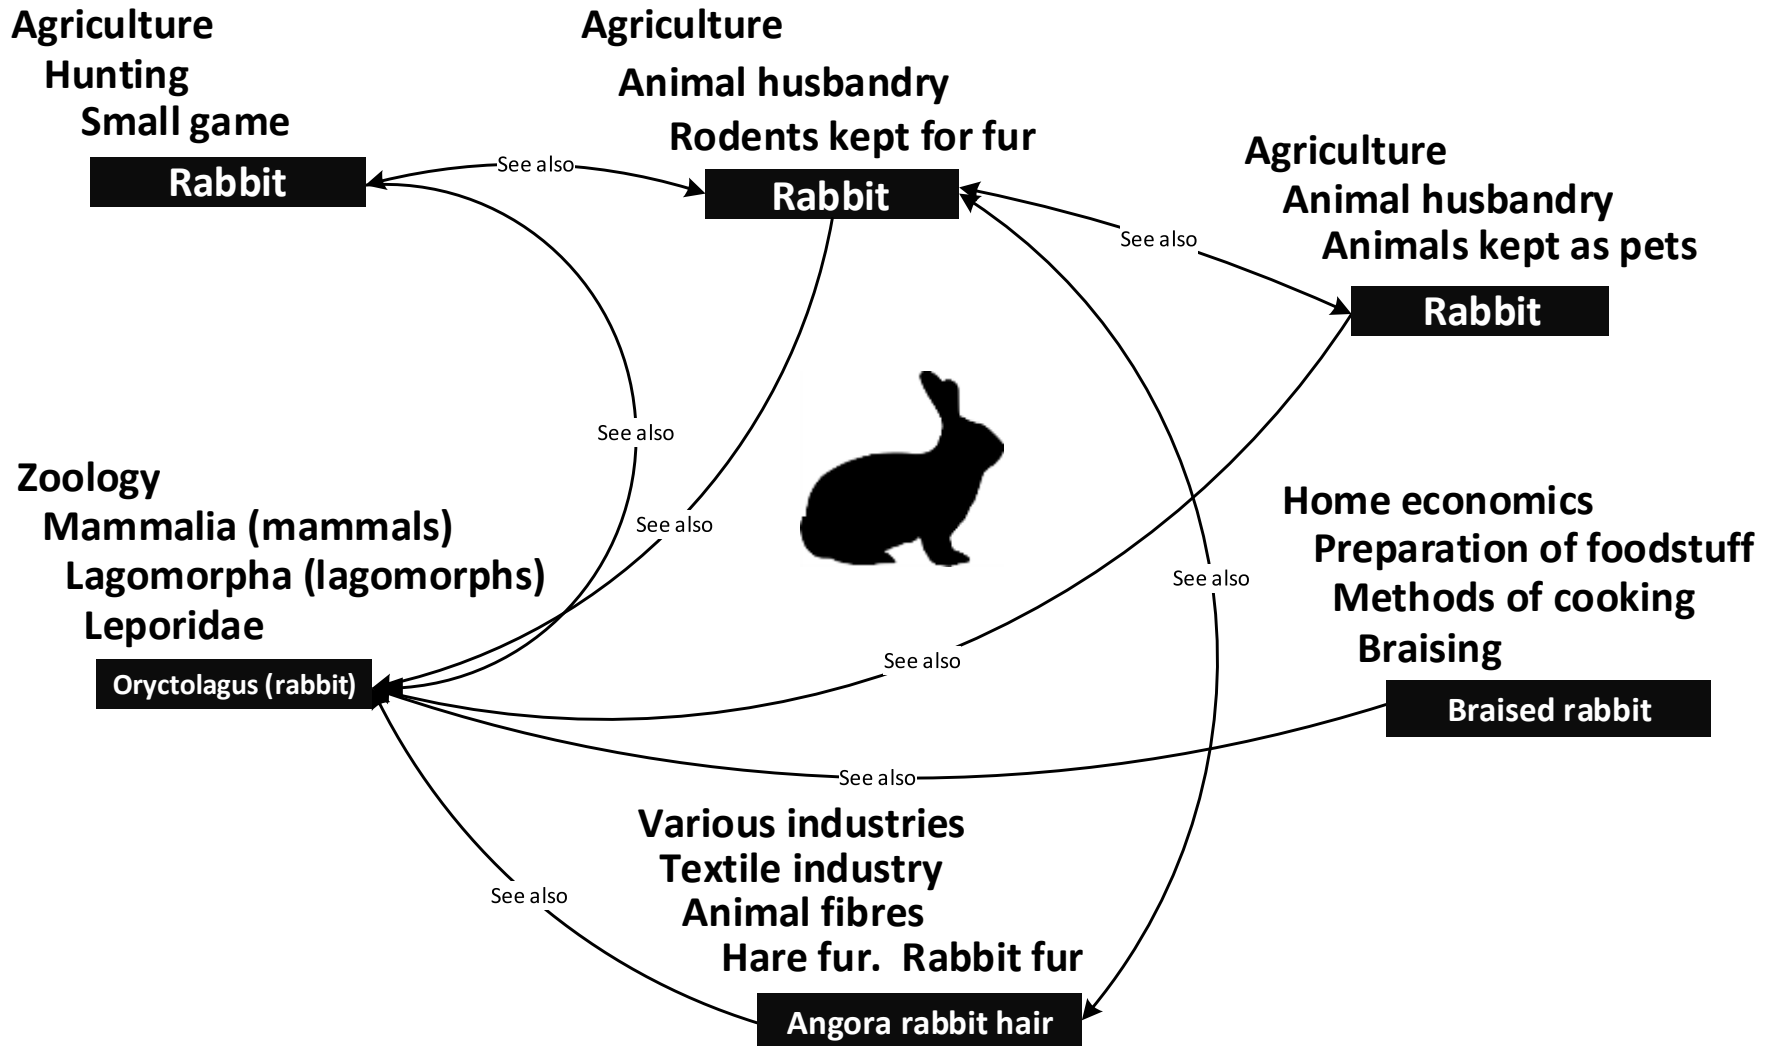 Agriculture
Hunting
Small game
Rabbit
Agriculture
Animal husbandry
Rodents kept for fur
Rabbit
Agriculture
Animal husbandry
Animals kept as pets
Rabbit
See also
See also
See also
See also
See also
See also
Zoology
Mammalia (mammals)
Lagomorpha (lagomorphs)
Leporidae
Oryctolagus (rabbit)
Home economics
Preparation of foodstuff
Methods of cooking
Braising
Braised rabbit
See also
See also
Various industries
Textile industry
Animal fibres
Hare fur.  Rabbit fur
Angora rabbit hair